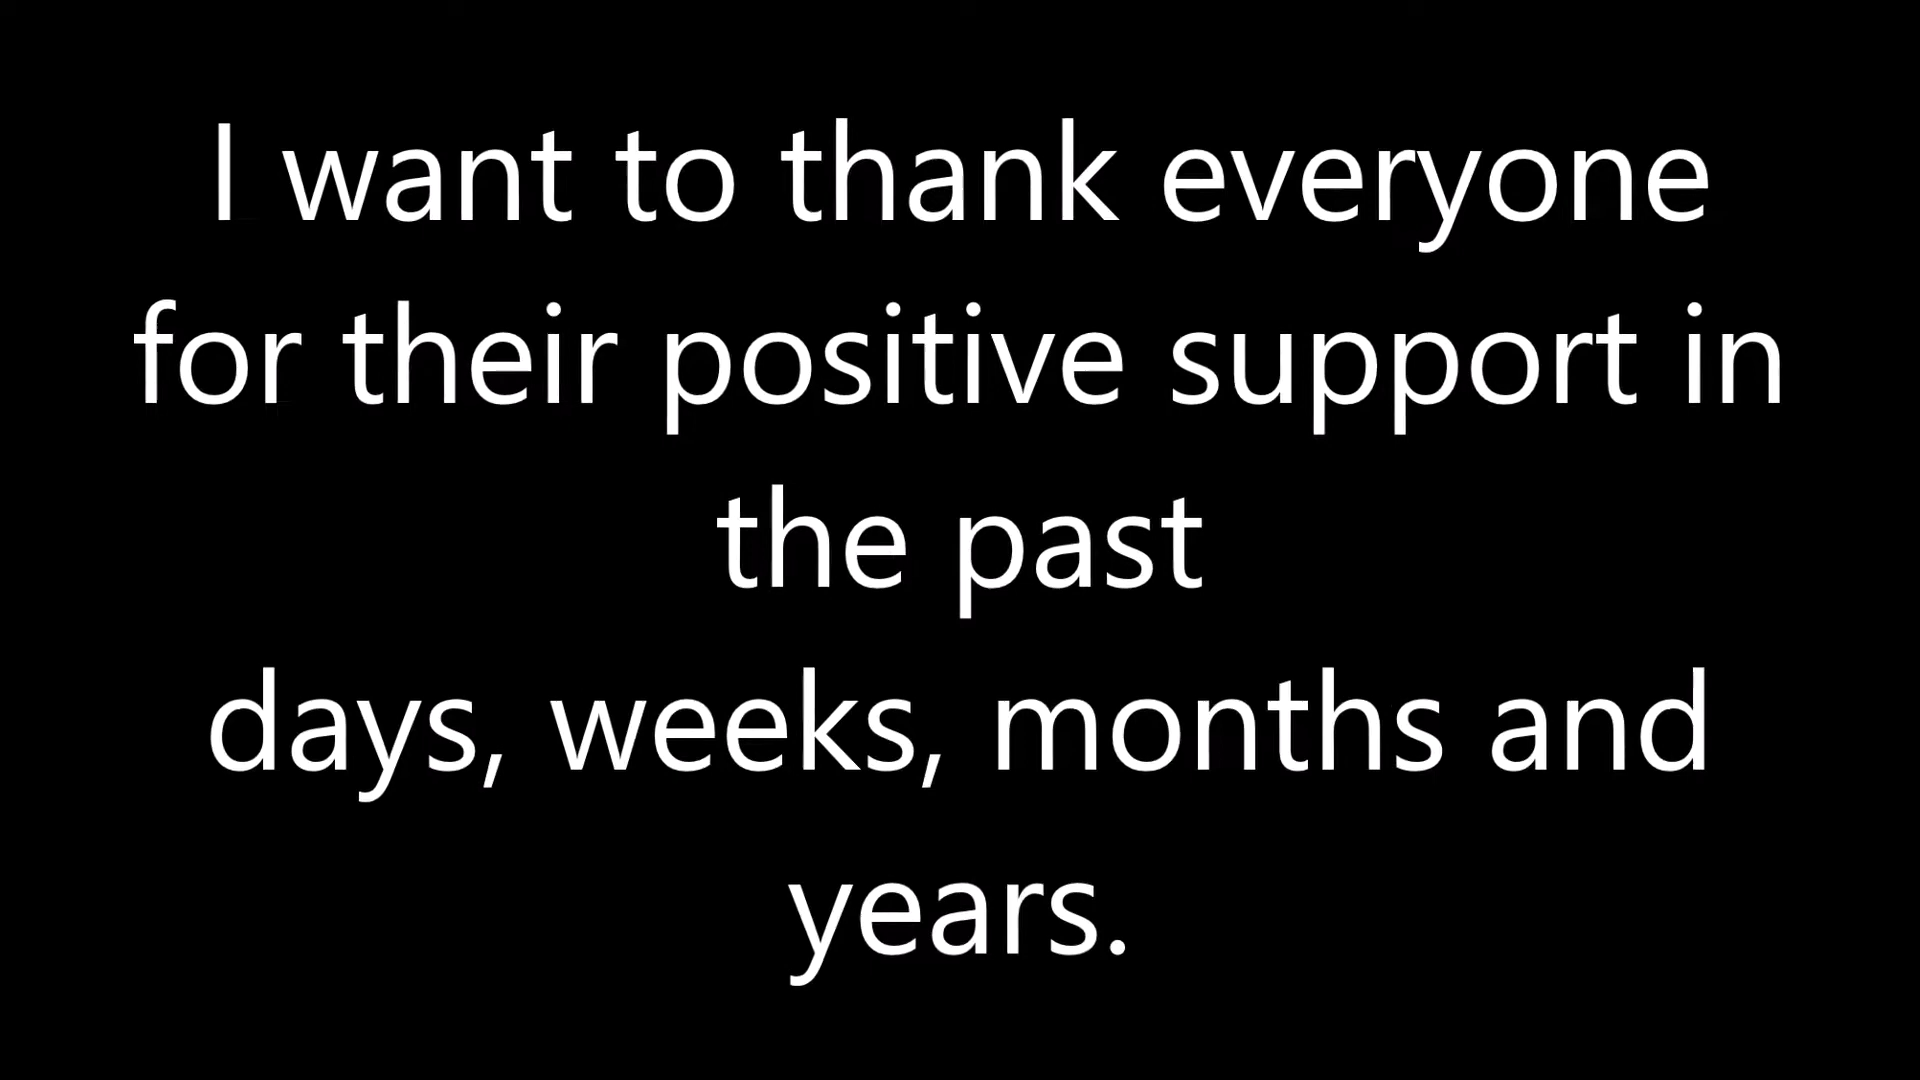 I want to thank everyone
for their positive support in
the past
days, weeks, months and
years.